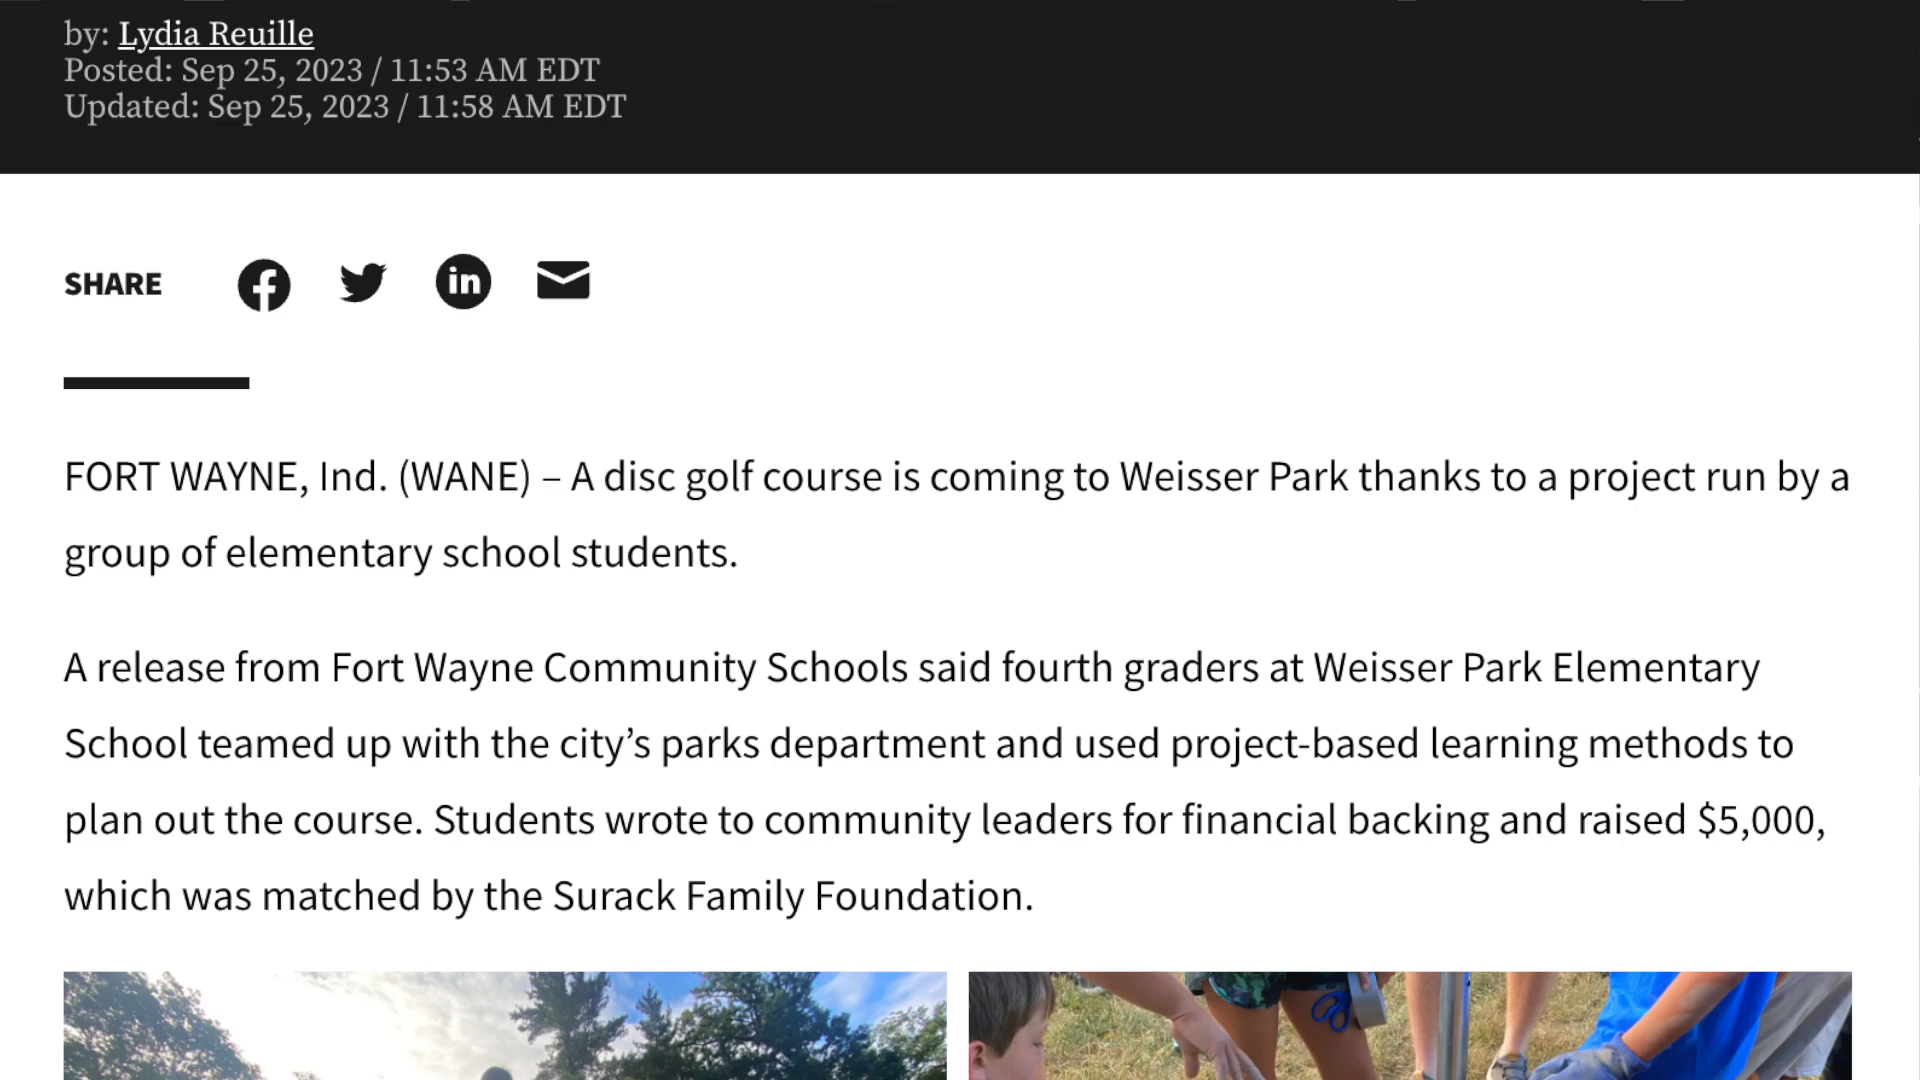 by: Lydia Reuille
Posted: Sep 25, 2023 / 11:53 AM EDT
Updated: Sep 25, 2023 / 11:58 AM EDT
SHARE
in
FORT WAYNE, Ind. (WANE) – A disc golf course is coming to Weisser Park thanks to a project run by a
group of elementary school students.
A release from Fort Wayne Community Schools said fourth graders at Weisser Park Elementary
School teamed up with the city’s parks department and used project-based learning methods to
plan out the course. Students wrote to community leaders for financial backing and raised $5,000,
which was matched by the Surack Family Foundation.